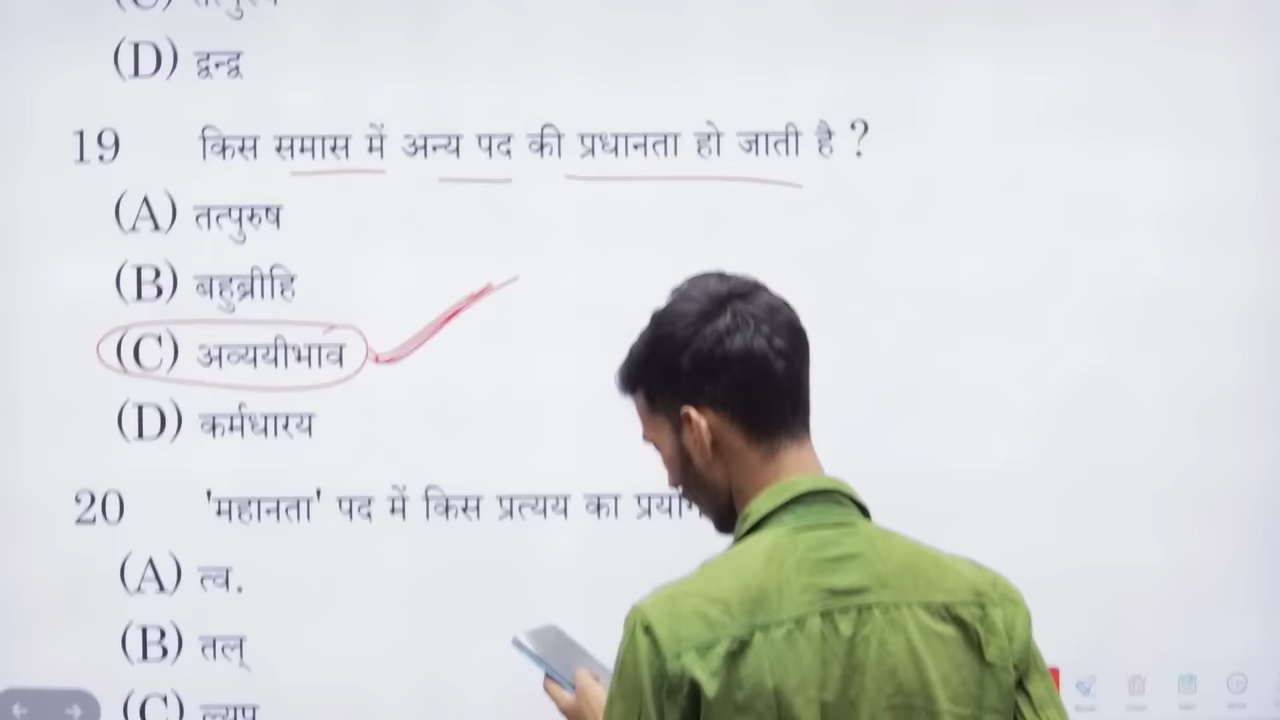 (D) द्वन्द्व
19 किस समास में अन्य पद की प्रधानता हो जाती है ?
(A) तत्पुरुष
(B) बहुब्रीहि
(C) अव्ययीभाव
(D) कर्मधारय
20 'महानता' पद में किस प्रत्यय का
(A) त्व.
(B) तल्
(C)